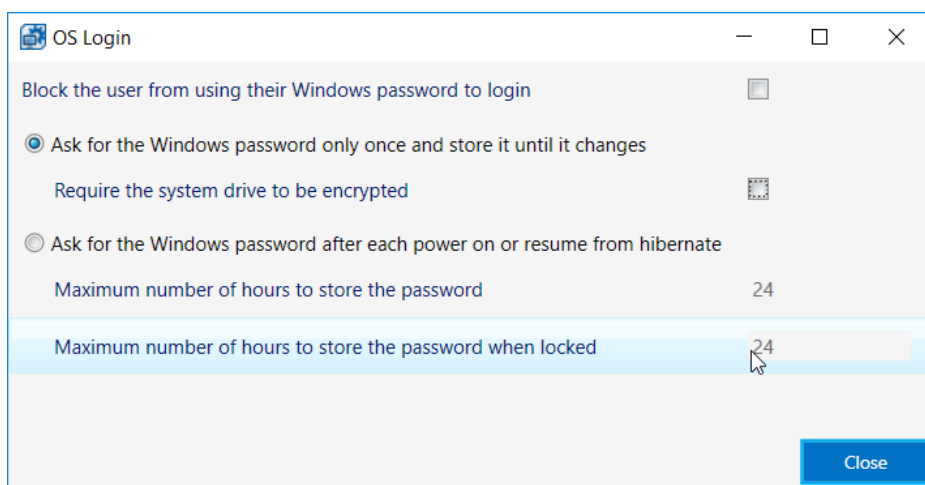 OS Login
Block the user from using their Windows password to login
Ask for the Windows password only once and store it until it changes
Require the system drive to be encrypted
Ask for the Windows password after each power on or resume from hibernate
Maximum number of hours to store the password 24
Maximum number of hours to store the password when locked 24
Close